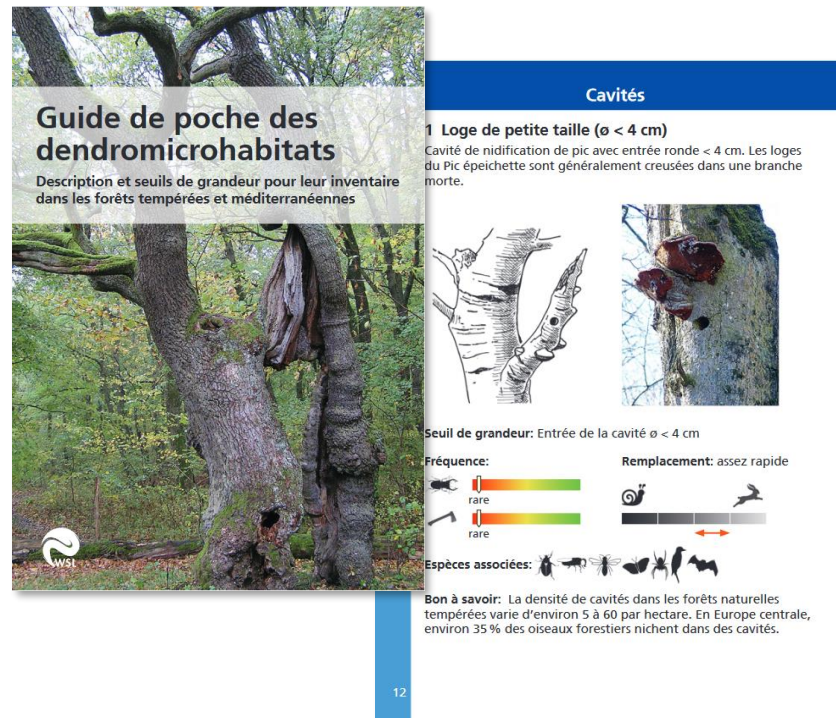 Guide de poche des
dendromicrohabitats
Description et seuils de grandeur pour leur inventaire
dans les forêts tempérées et méditerranéennes
WSL
Cavités
1 Loge de petite taille (ø < 4 cm)
Cavité de nidification de pic avec entrée ronde < 4 cm. Les loges
du Pic épeichette sont généralement creusées dans une branche
morte.
Seuil de grandeur: Entrée de la cavité ø < 4 cm
Fréquence:
rare
rare
Remplacement: assez rapide
Espèces associées:
Bon à savoir: La densité de cavités dans les forêts naturelles
tempérées varie d’environ 5 à 60 par hectare. En Europe centrale,
environ 35 % des oiseaux forestiers nichent dans des cavités.
12